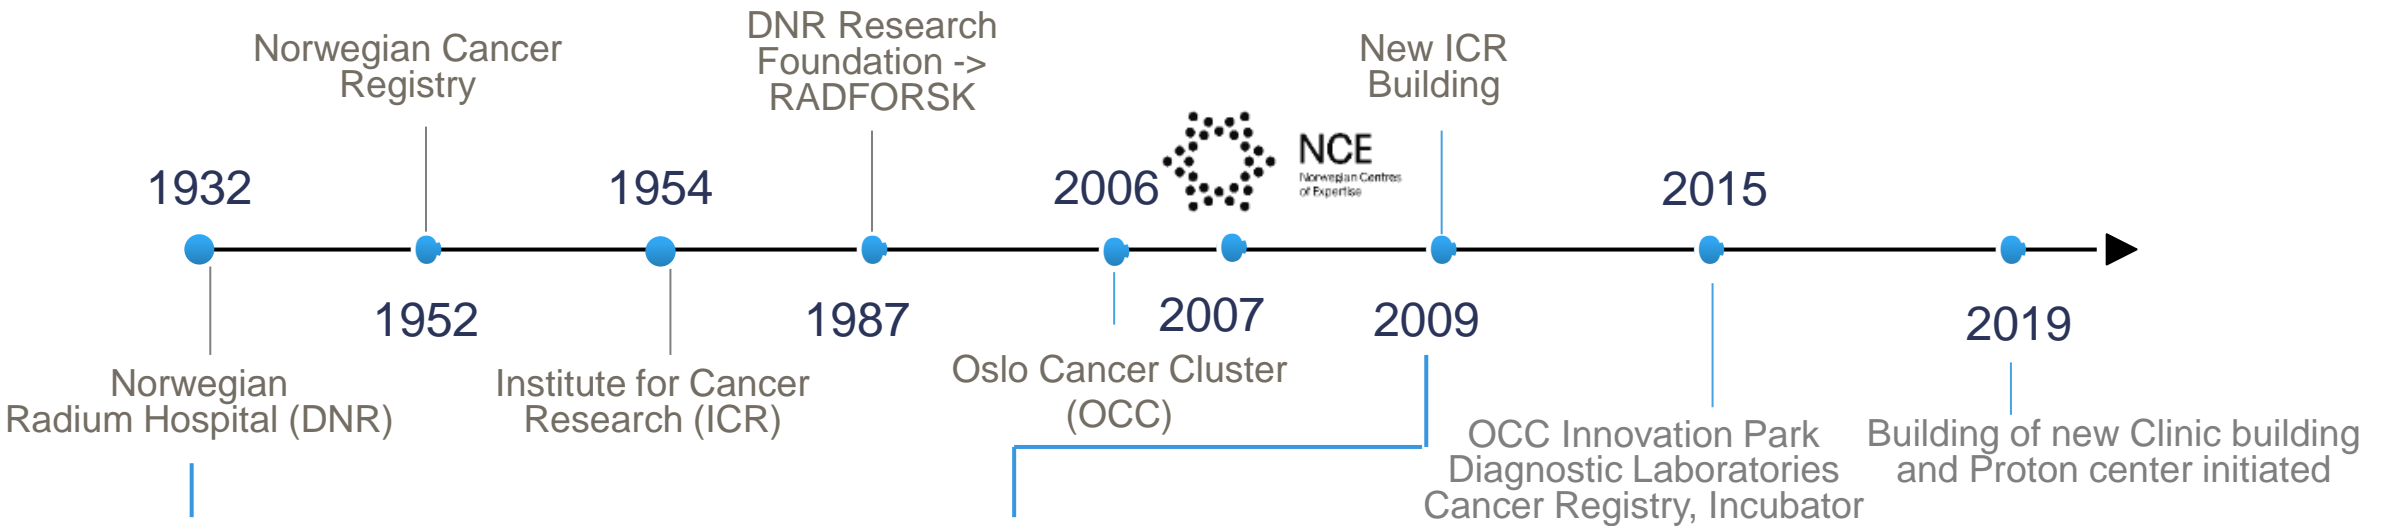 DNR Research
Foundation ->
RADFORSK
Norwegian Cancer
Registry
New ICR
Building
NCE
Norwegian Centres
of Expertise
1932
1954
2006
2015
1952
1987
2007
2009
2019
Norwegian
Radium Hospital (DNR)
Institute for Cancer
Research (ICR)
Oslo Cancer Cluster
(OCC)
OCC Innovation Park
Diagnostic Laboratories
Cancer Registry, Incubator
Building of new Clinic building
and Proton center initiated